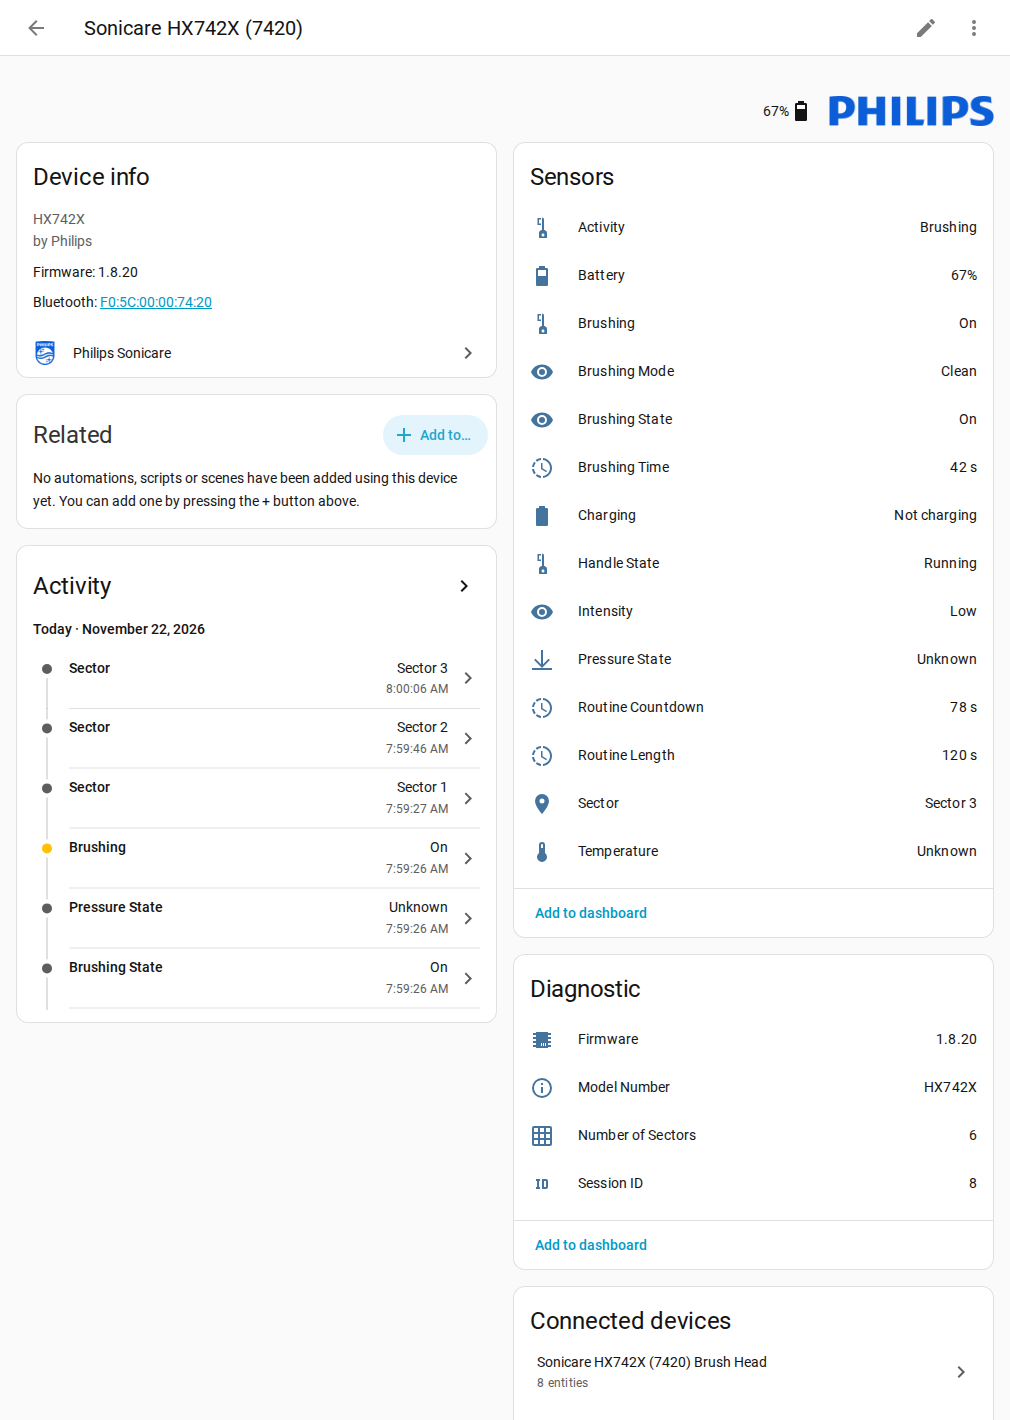 Sonicare HX742X (7420)
67%
PHILIPS
Device info
HX742X
by Philips
Firmware: 1.8.20
Bluetooth: F0:5C:00:00:74:20
PHILIPS
Philips Sonicare
Related
Add to...
No automations, scripts or scenes have been added using this device
yet. You can add one by pressing the + button above.
Activity
Today · November 22, 2026
Sector
Sector 3
8:00:06 AM
Sector
Sector 2
7:59:46 AM
Sector
Sector 1
7:59:27 AM
Brushing
On
7:59:26 AM
Pressure State
Unknown
7:59:26 AM
Brushing State
On
7:59:26 AM
Sensors
Activity Brushing
Battery 67%
Brushing On
Brushing Mode Clean
Brushing State On
Brushing Time 42 s
Charging Not charging
Handle State Running
Intensity Low
Pressure State Unknown
Routine Countdown 78 s
Routine Length 120 s
Sector Sector 3
Temperature Unknown
Add to dashboard
Diagnostic
Firmware 1.8.20
Model Number HX742X
Number of Sectors 6
ID Session ID 8
Add to dashboard
Connected devices
Sonicare HX742X (7420) Brush Head
8 entities